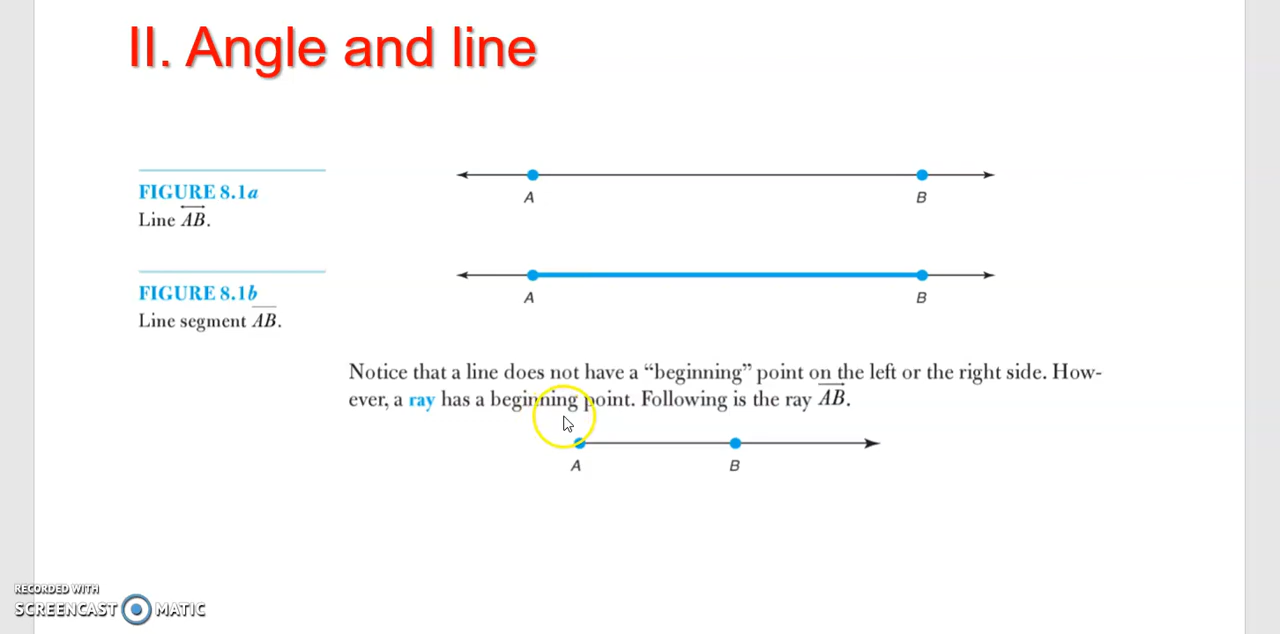 II. Angle and line
FIGURE 8.1a
Line AB.
A
B
FIGURE 8.1b
Line segment AB.
A
B
Notice that a line does not have a “beginning” point on the left or the right side. How-
ever, a ray has a beginning point. Following is the ray AB.
A
B
RECORDED WITH
SCREENCAST MATIC